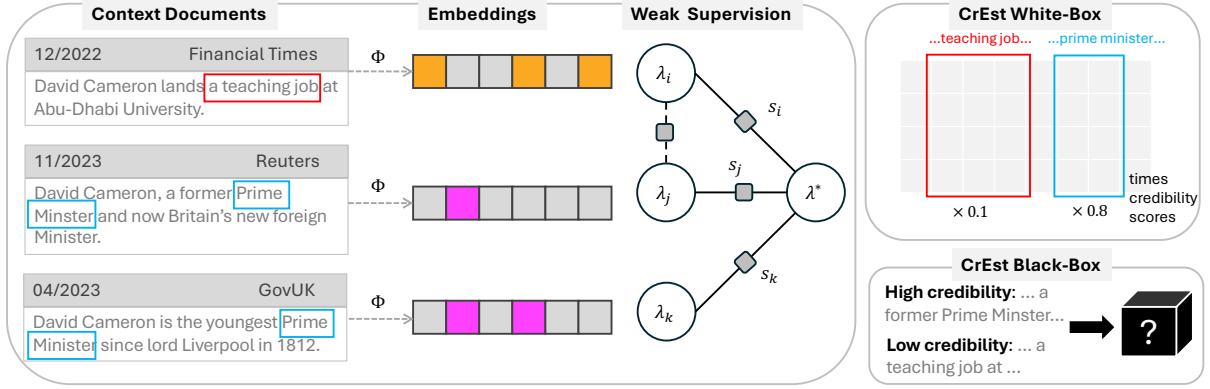 Context Documents
Embeddings
Weak Supervision
12/2022 Financial Times
David Cameron lands a teaching job at
Abu-Dhabi University.
Φ
11/2023 Reuters
David Cameron, a former Prime
Minster and now Britain's new foreign
Minister.
Φ
04/2023 GovUK
David Cameron is the youngest Prime
Minister since lord Liverpool in 1812.
Φ
λi
si
λj
sj
λ*
sk
λk
CrEst White-Box
...teaching job... ...prime minister...
times
credibility
scores
× 0.1
× 0.8
CrEst Black-Box
High credibility: ... a
former Prime Minster...
Low credibility: ... a
teaching job at ...
?